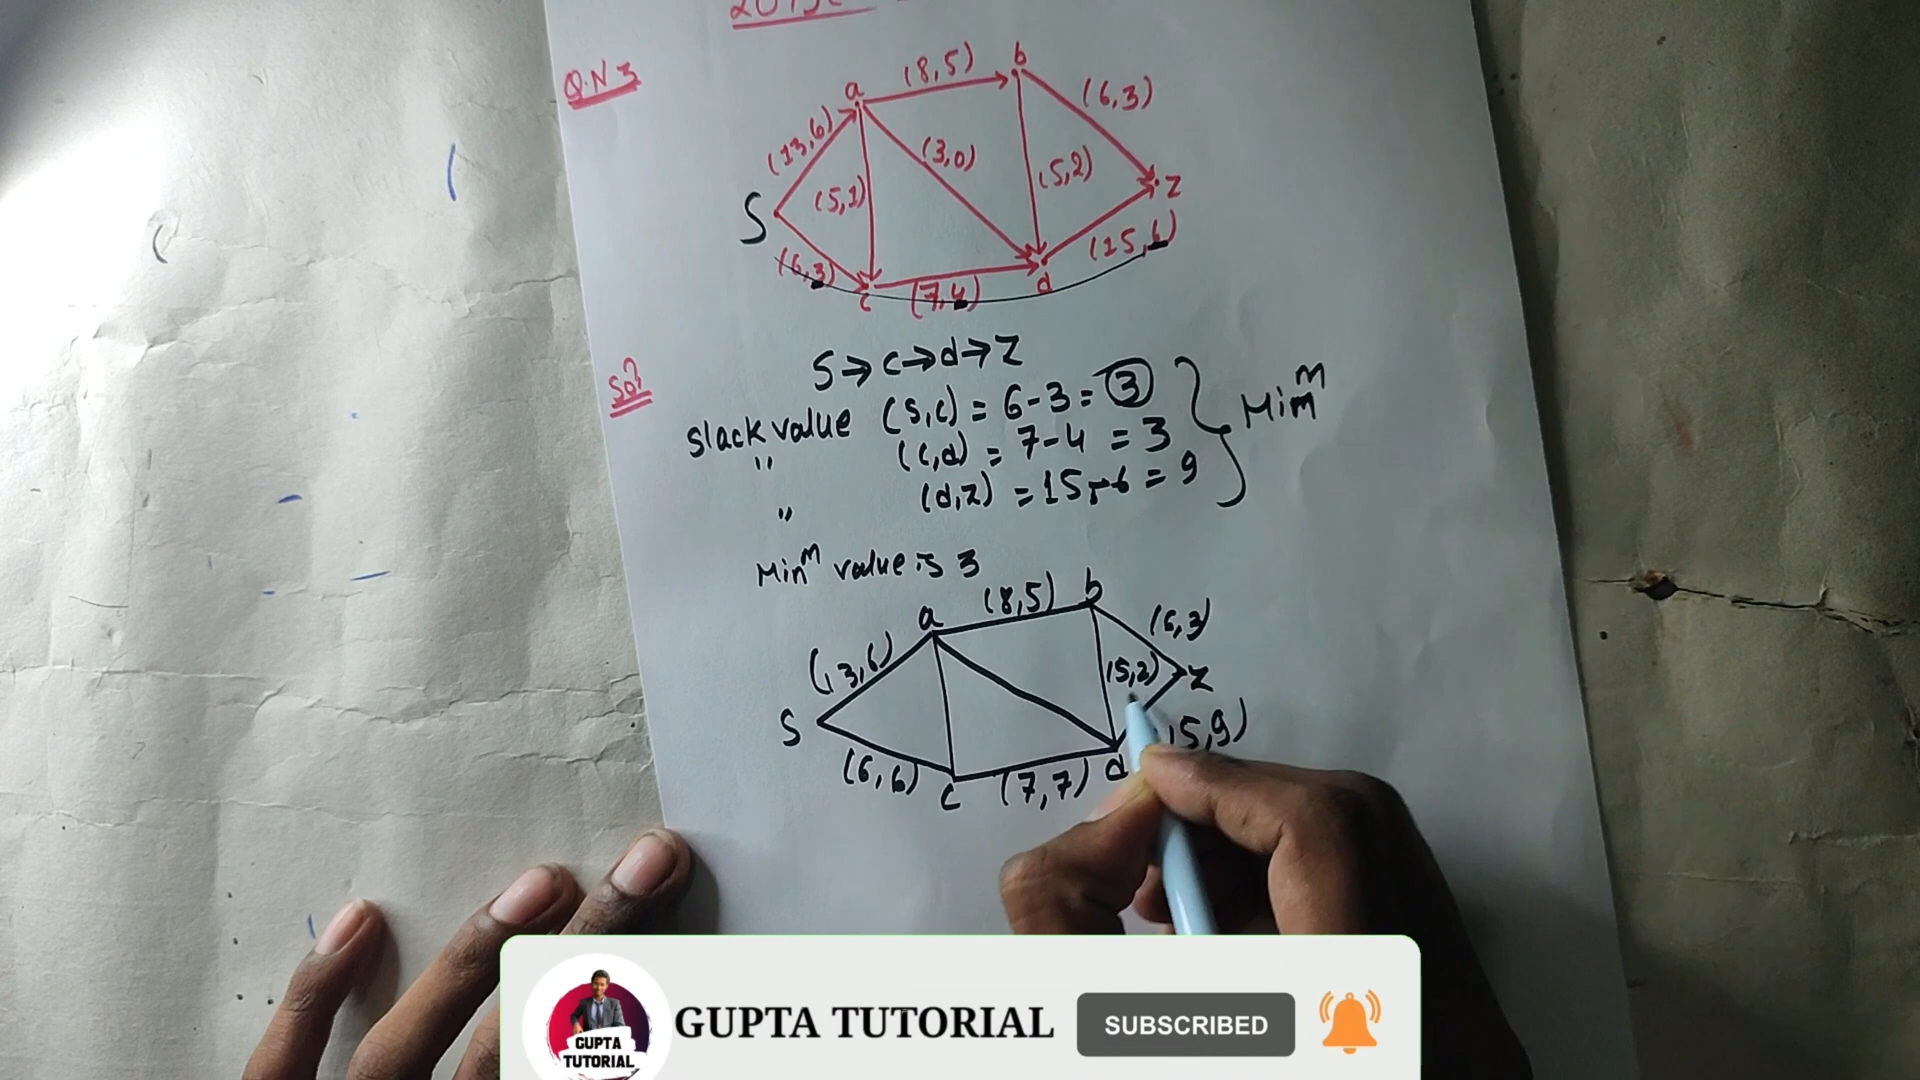 Q.N 3
a
(8,5)
b
(6,3)
(13,6)
(3,0)
(5,1)
(5,2)
Z
S
(15,6)
(6,3)
c
(7,4)
d
Sol
S→c→d→Z
slack value (s,c) = 6-3 = 3
" (c,d) = 7-4 = 3
" (d,z) = 15-6 = 9
Minm
Minm value is 3
a
(8,5)
b
(6,3)
(13,6)
(5,2)
Z
S
15,9)
(6,6)
c
(7,7)
d
GUPTA TUTORIAL
GUPTA TUTORIAL
SUBSCRIBED